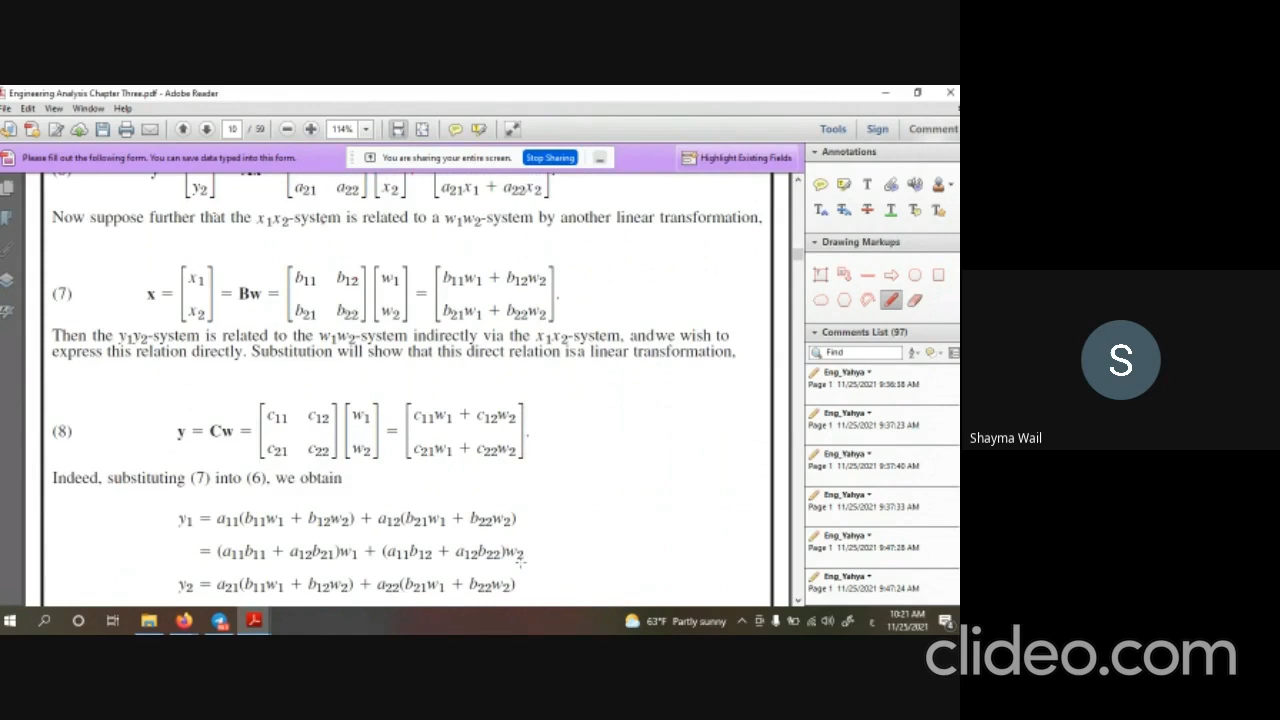 Engineering Analysis Chapter Three.pdf - Adobe Reader
File Edit View Window Help
10 / 59 114% Tools Sign Comment
Please fill out the following form. You can save data typed into this form.
You are sharing your entire screen. Stop Sharing
Highlight Existing Fields
[y2] [a21 a22] [x2] [a21x1 + a22x2].
Now suppose further that the x1x2-system is related to a w1w2-system by another linear transformation,
(7) x = [x1 x2] = Bw = [b11 b12 b21 b22] [w1 w2] = [b11w1 + b12w2 b21w1 + b22w2].
Then the y1y2-system is related to the w1w2-system indirectly via the x1x2-system, andwe wish to
express this relation directly. Substitution will show that this direct relation is a linear transformation,
(8) y = Cw = [c11 c12 c21 c22] [w1 w2] = [c11w1 + c12w2 c21w1 + c22w2].
Indeed, substituting (7) into (6), we obtain
y1 = a11(b11w1 + b12w2) + a12(b21w1 + b22w2)
= (a11b11 + a12b21)w1 + (a11b12 + a12b22)w2
y2 = a21(b11w1 + b12w2) + a22(b21w1 + b22w2)
Annotations
Drawing Markups
Comments List (97)
Find
Eng_Yahya
Page 1 11/25/2021 9:36:38 AM
Eng_Yahya
Page 1 11/25/2021 9:37:23 AM
Eng_Yahya
Page 1 11/25/2021 9:37:40 AM
Eng_Yahya
Page 1 11/25/2021 9:37:33 AM
Eng_Yahya
Page 1 11/25/2021 9:47:28 AM
Eng_Yahya
Page 1 11/25/2021 9:47:24 AM
63°F Partly sunny
10:21 AM
11/25/2021
S
Shayma Wail
clideo.com